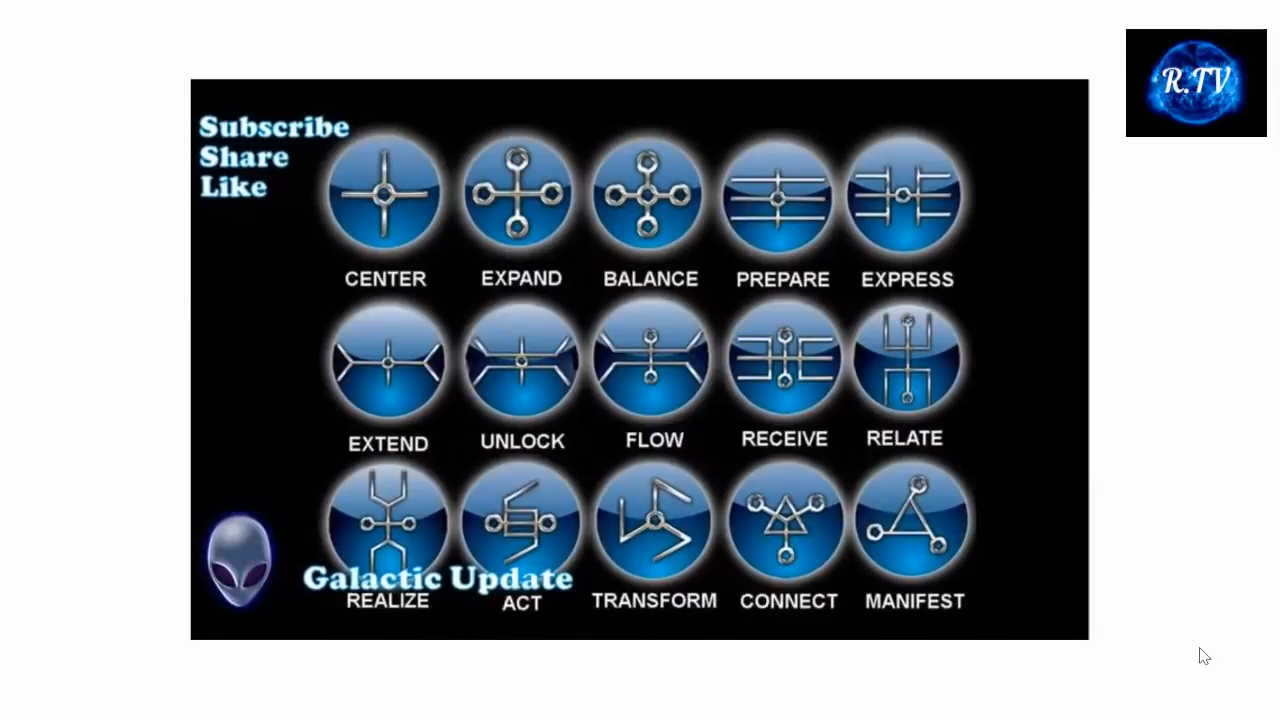 R.TV
Subscribe
Share
Like
CENTER EXPAND BALANCE PREPARE EXPRESS
EXTEND UNLOCK FLOW RECEIVE RELATE
Galactic Update
REALIZE ACT TRANSFORM CONNECT MANIFEST